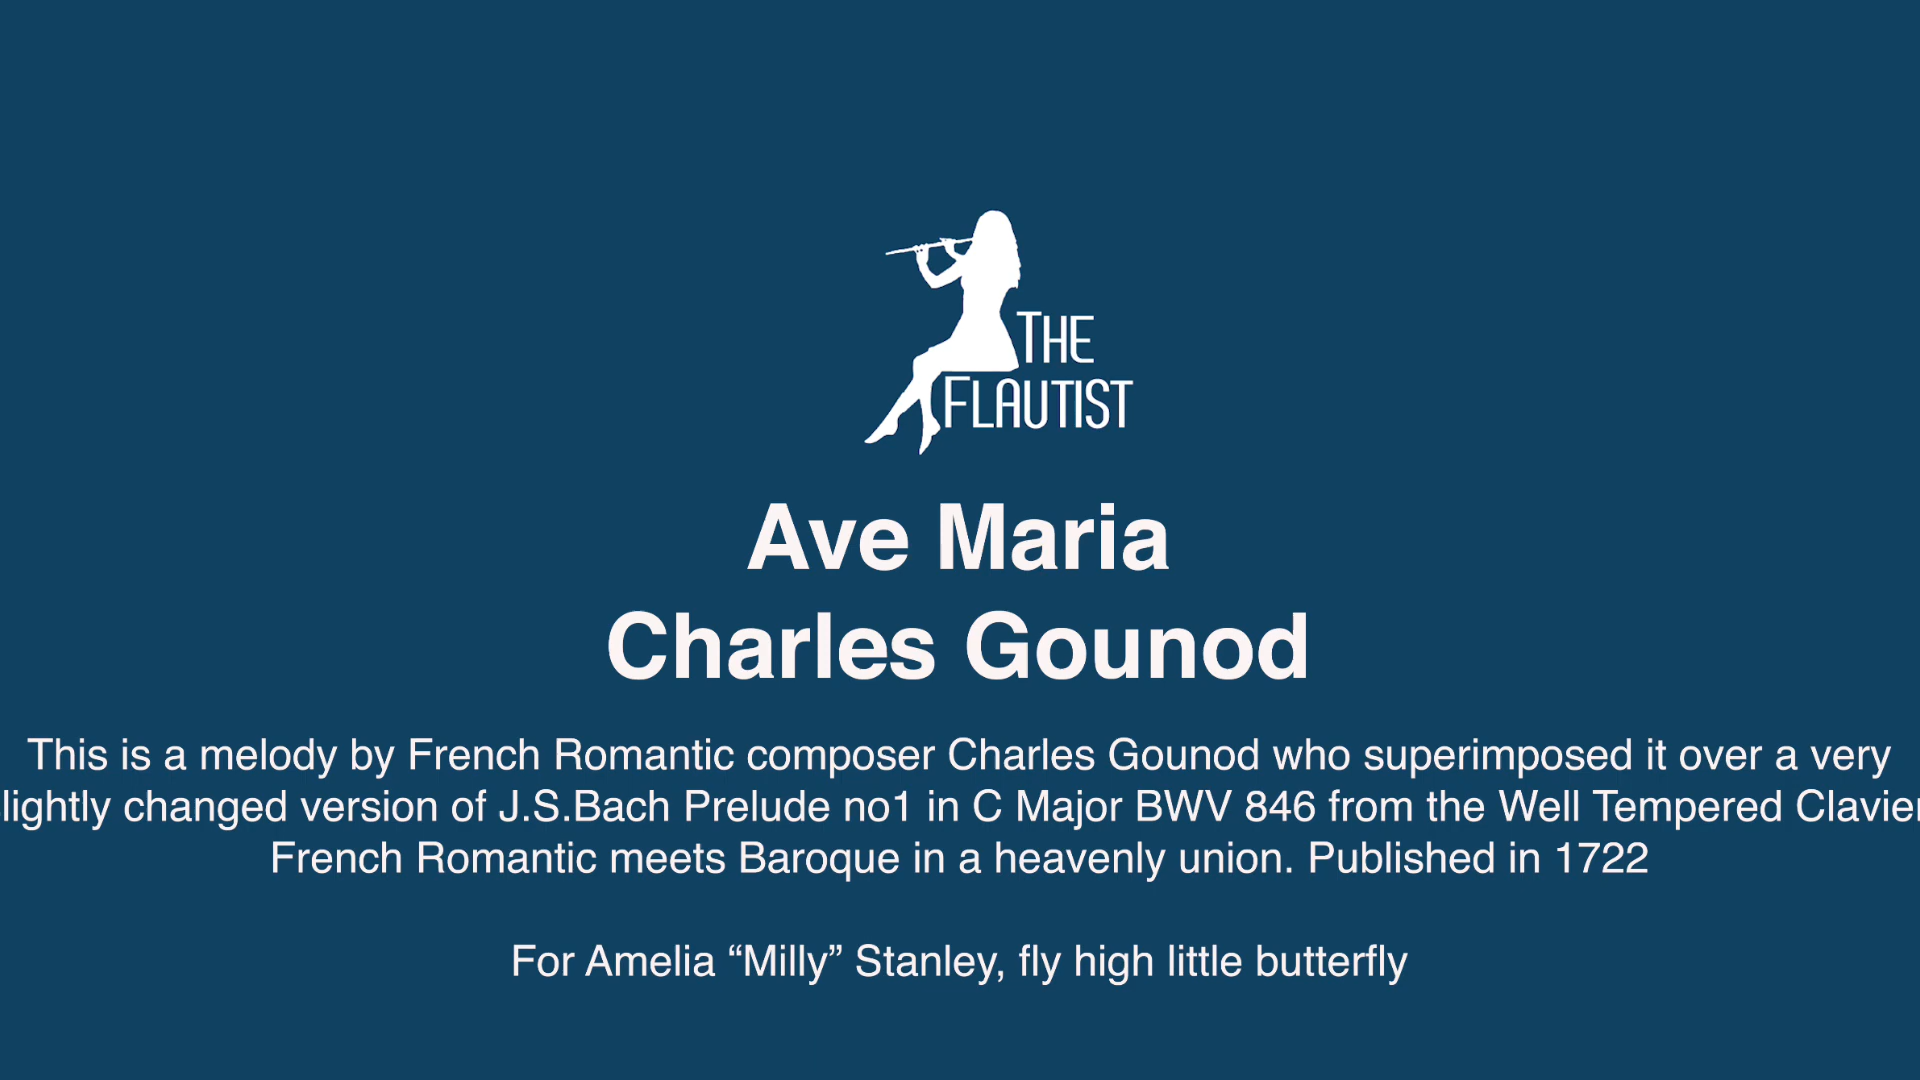 THE
FLAUTIST
Ave Maria
Charles Gounod
This is a melody by French Romantic composer Charles Gounod who superimposed it over a very
lightly changed version of J.S.Bach Prelude no1 in C Major BWV 846 from the Well Tempered Clavier
French Romantic meets Baroque in a heavenly union. Published in 1722
For Amelia “Milly” Stanley, fly high little butterfly